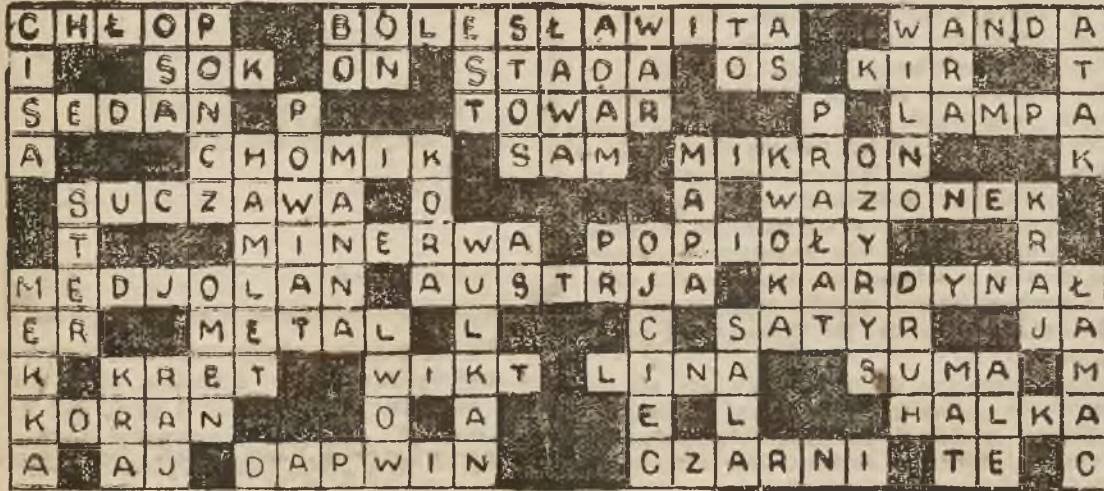 CHŁOP BOLESŁAWITA WANDA
I SOK ON STADA OS KIR T
SEDAN P TOWAR P LAMPA
A CHOMIK SAM MIKRON K
SUCZAWA O A WAZONEK
T MINERWA POPIOŁY R
MEDJOLAN AUSTRJA KARDYNAŁ
ER METAL L C SATYR JA
K KRET WIKT LINA SUMA M
KORAN O A E L HALKA
A AJ DAPWIN CZARNI TE C